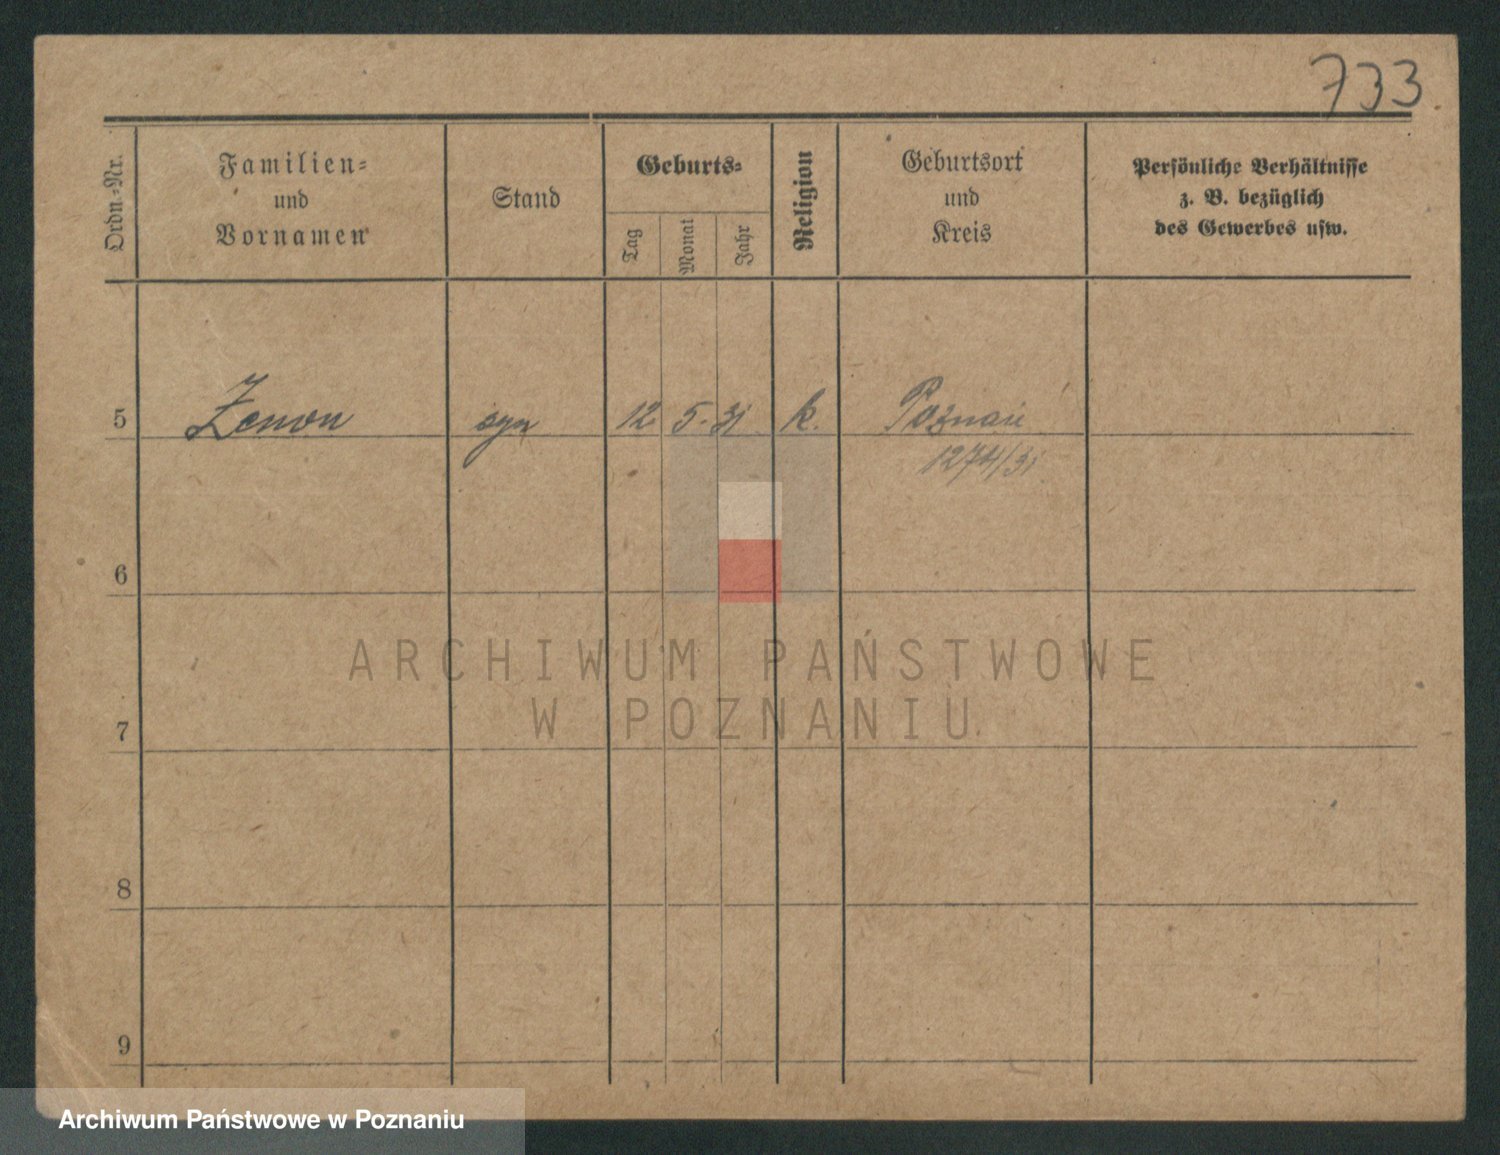 733
Ordn.-Nr.
Familien-
und
Vornamen
Stand
Geburts-
Tag
Monat
Jahr
Religion
Geburtsort
und
Kreis
Persönliche Verhältnisse
z. B. bezüglich
des Gewerbes usw.
5 Zenon syn 12 5. 31 k. Poznań
1274/31
6
7
8
9
ARCHIWUM PAŃSTWOWE
W POZNANIU
Archiwum Państwowe w Poznaniu